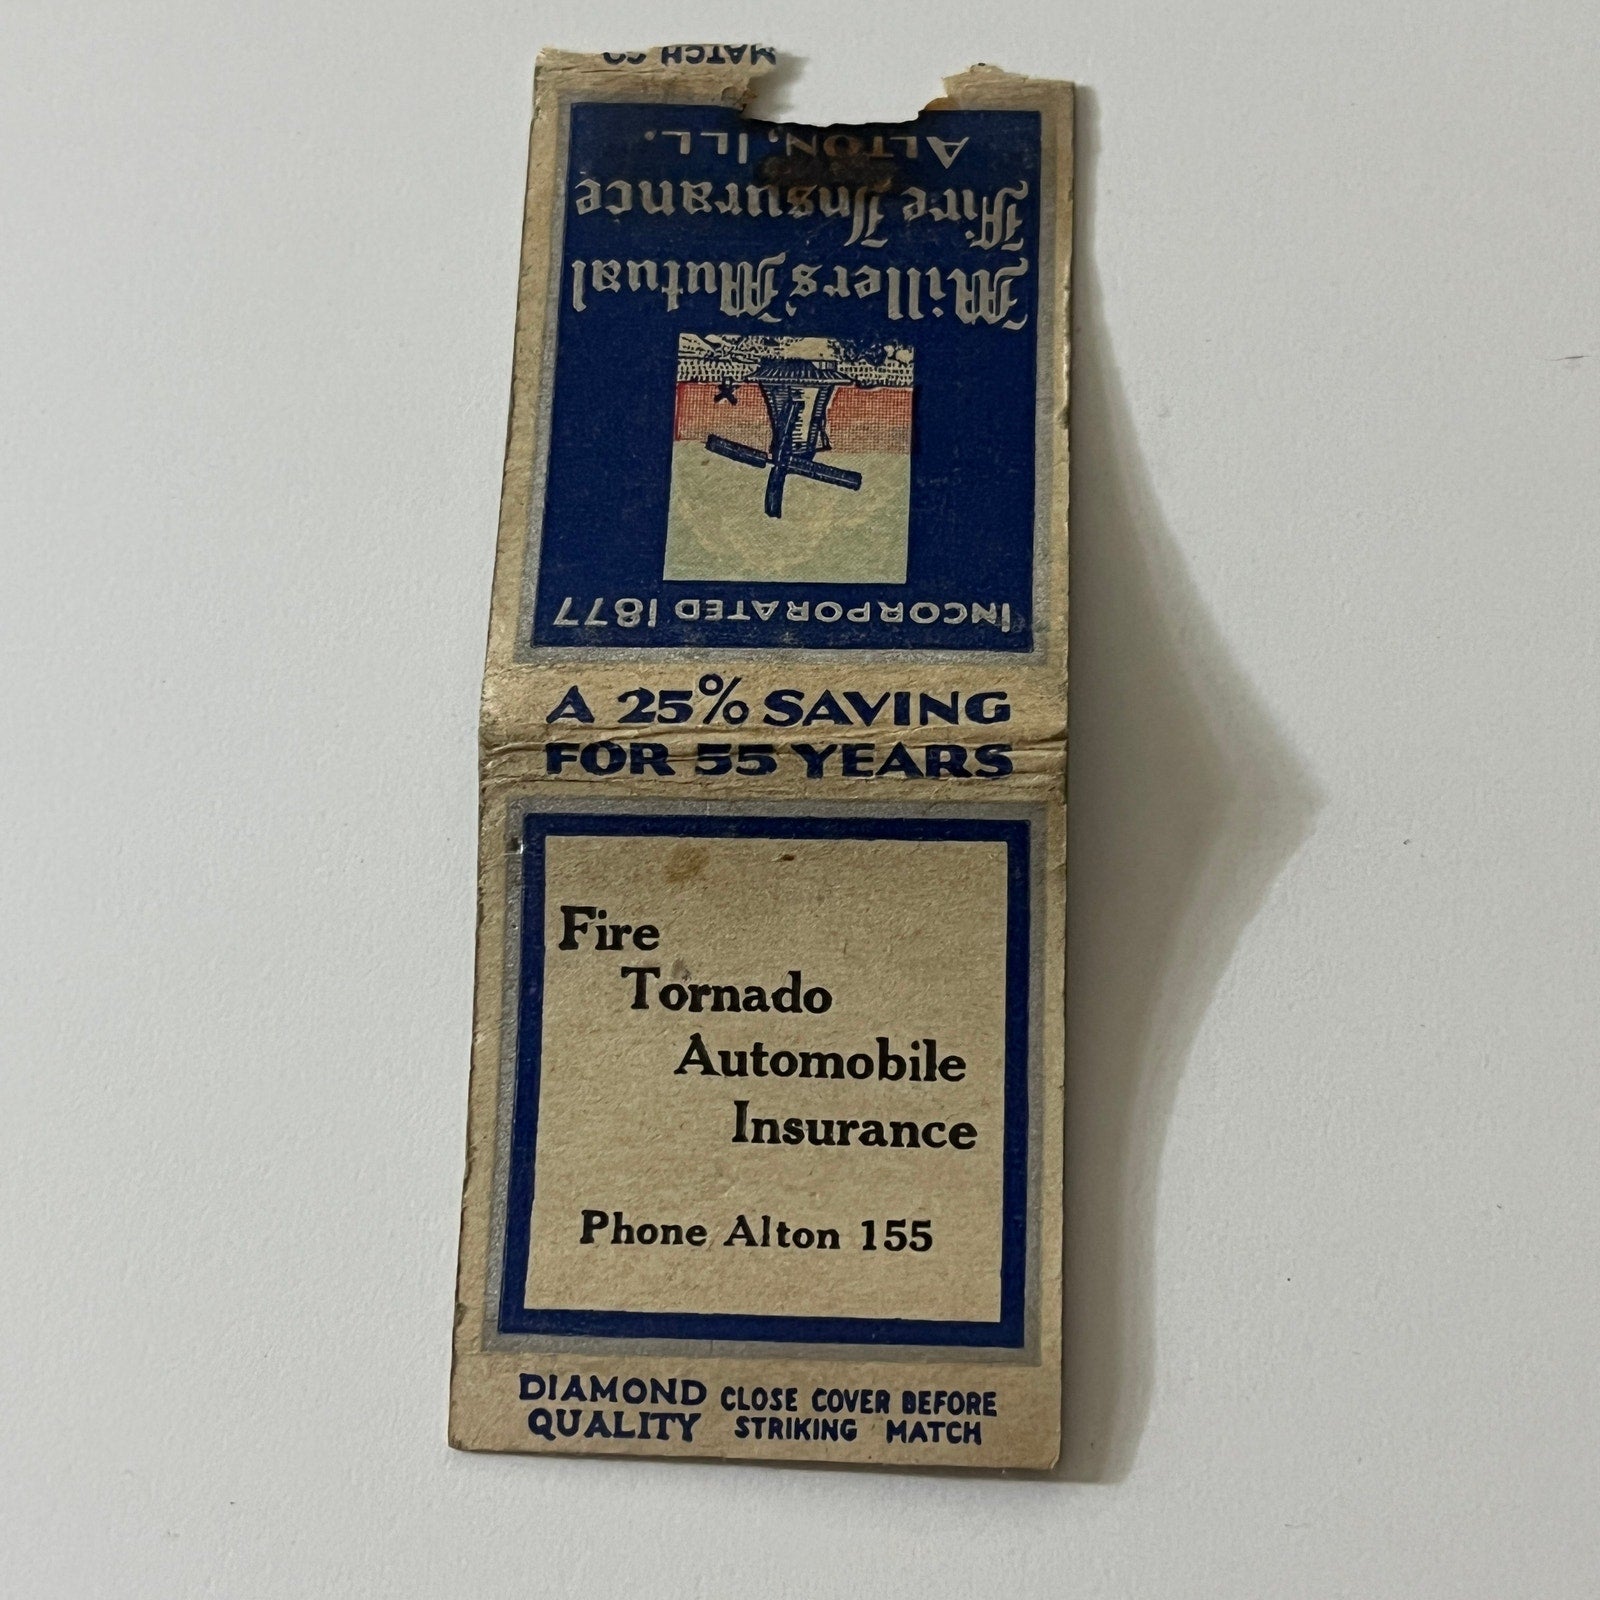 MATCH CO
Incorporated 1877
Millers' Mutual
Fire Insurance
Alton, Ill.
A 25% SAVING
FOR 55 YEARS
Fire
Tornado
Automobile
Insurance
Phone Alton 155
DIAMOND QUALITY
CLOSE COVER BEFORE
STRIKING MATCH